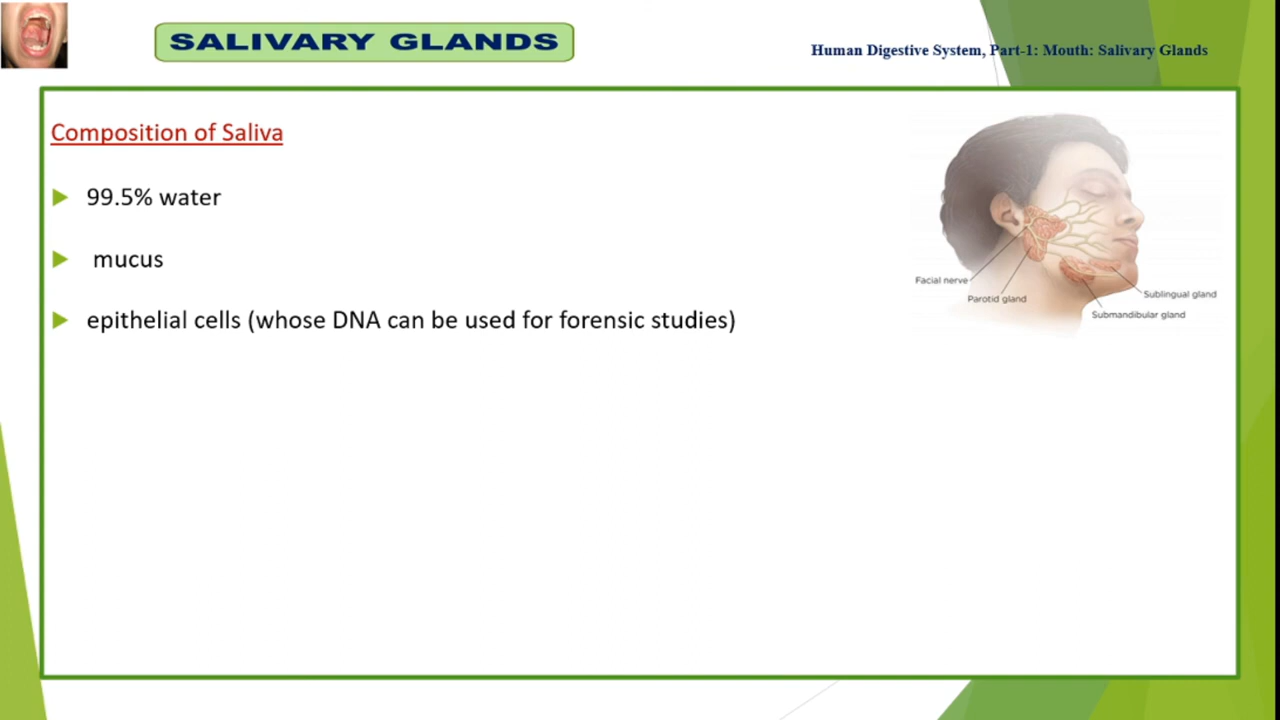 SALIVARY GLANDS
Human Digestive System, Part-1: Mouth: Salivary Glands
Composition of Saliva
99.5% water
mucus
epithelial cells (whose DNA can be used for forensic studies)
Facial nerve
Parotid gland
Sublingual gland
Submandibular gland